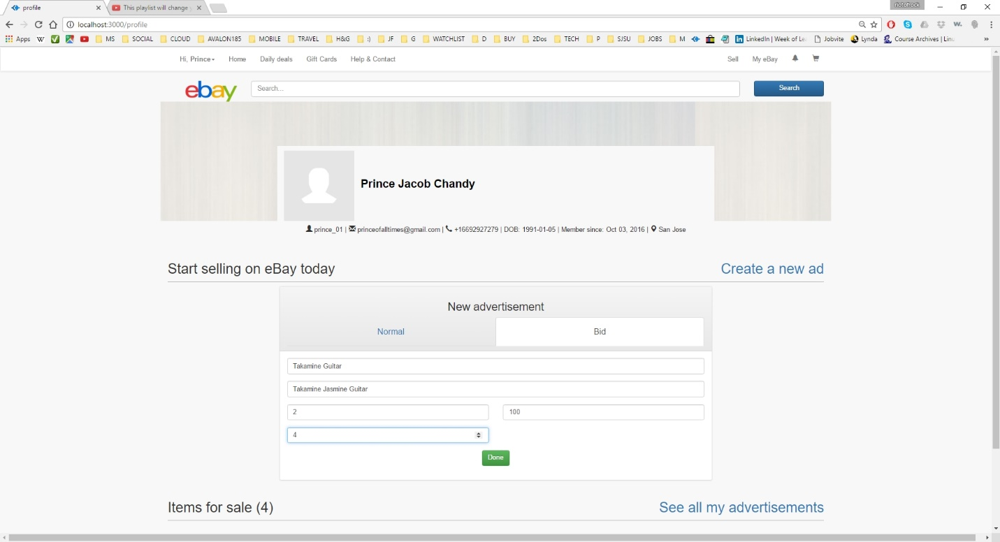 profile
This playlist will change
notofrock
localhost:3000/profile
Apps MS SOCIAL CLOUD AVALON185 MOBILE TRAVEL H&G :) JF G WATCHLIST D BUY 2Dos TECH P SJSU JOBS M LinkedIn | Week of Le Jobvite Lynda Course Archives | Linu »
Hi, Prince Home Daily deals Gift Cards Help & Contact Sell My eBay
ebay Search... Search
Prince Jacob Chandy
prince_01 | princeofalltimes@gmail.com | +16692927279 | DOB: 1991-01-05 | Member since: Oct 03, 2016 | San Jose
Start selling on eBay today Create a new ad
New advertisement
Normal Bid
Takamine Guitar
Takamine Jasmine Guitar
2 100
4
Done
Items for sale (4) See all my advertisements